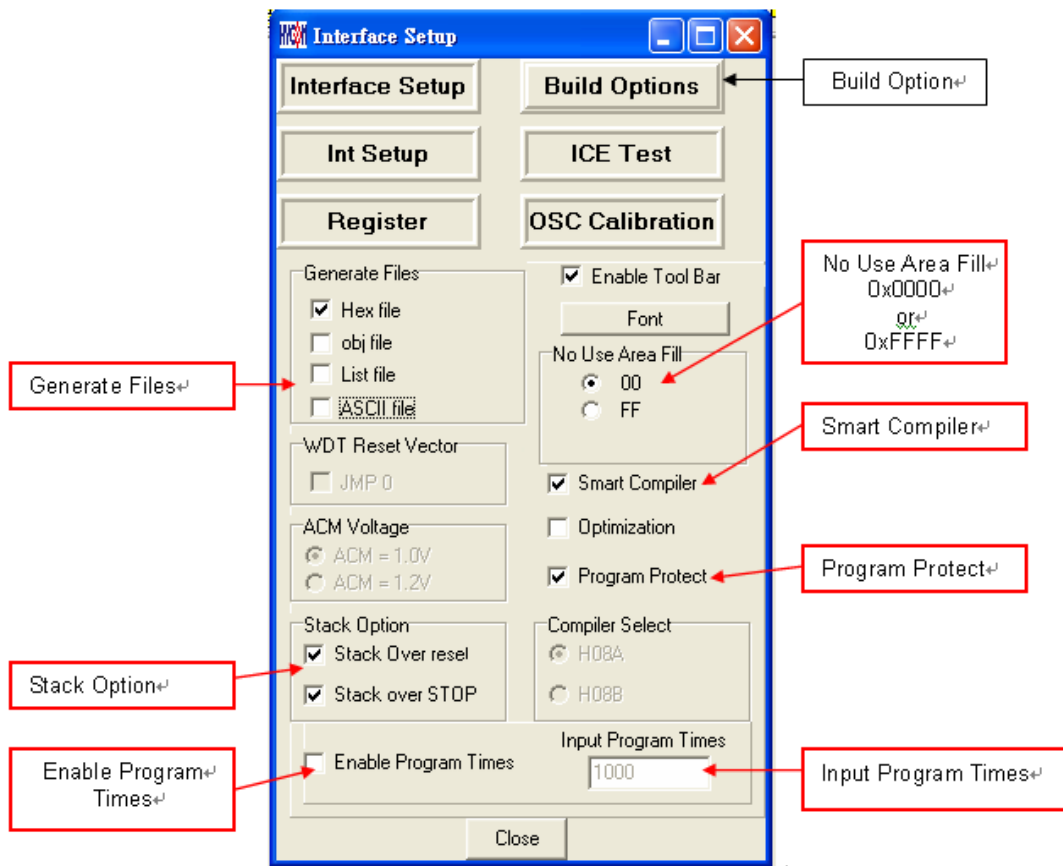 Interface Setup
Interface Setup
Build Options
Build Option
Int Setup
ICE Test
Register
OSC Calibration
Generate Files
Hex file
obj file
List file
ASCII file
Generate Files
Enable Tool Bar
Font
No Use Area Fill
00
FF
No Use Area Fill
0x0000
or
0xFFFF
WDT Reset Vector
JMP 0
Smart Compiler
Smart Compiler
ACM Voltage
ACM = 1.0V
ACM = 1.2V
Optimization
Program Protect
Program Protect
Stack Option
Stack Over reset
Stack over STOP
Stack Option
Compiler Select
H08A
H08B
Enable Program Times
Enable Program
Times
Input Program Times
1000
Input Program Times
Close